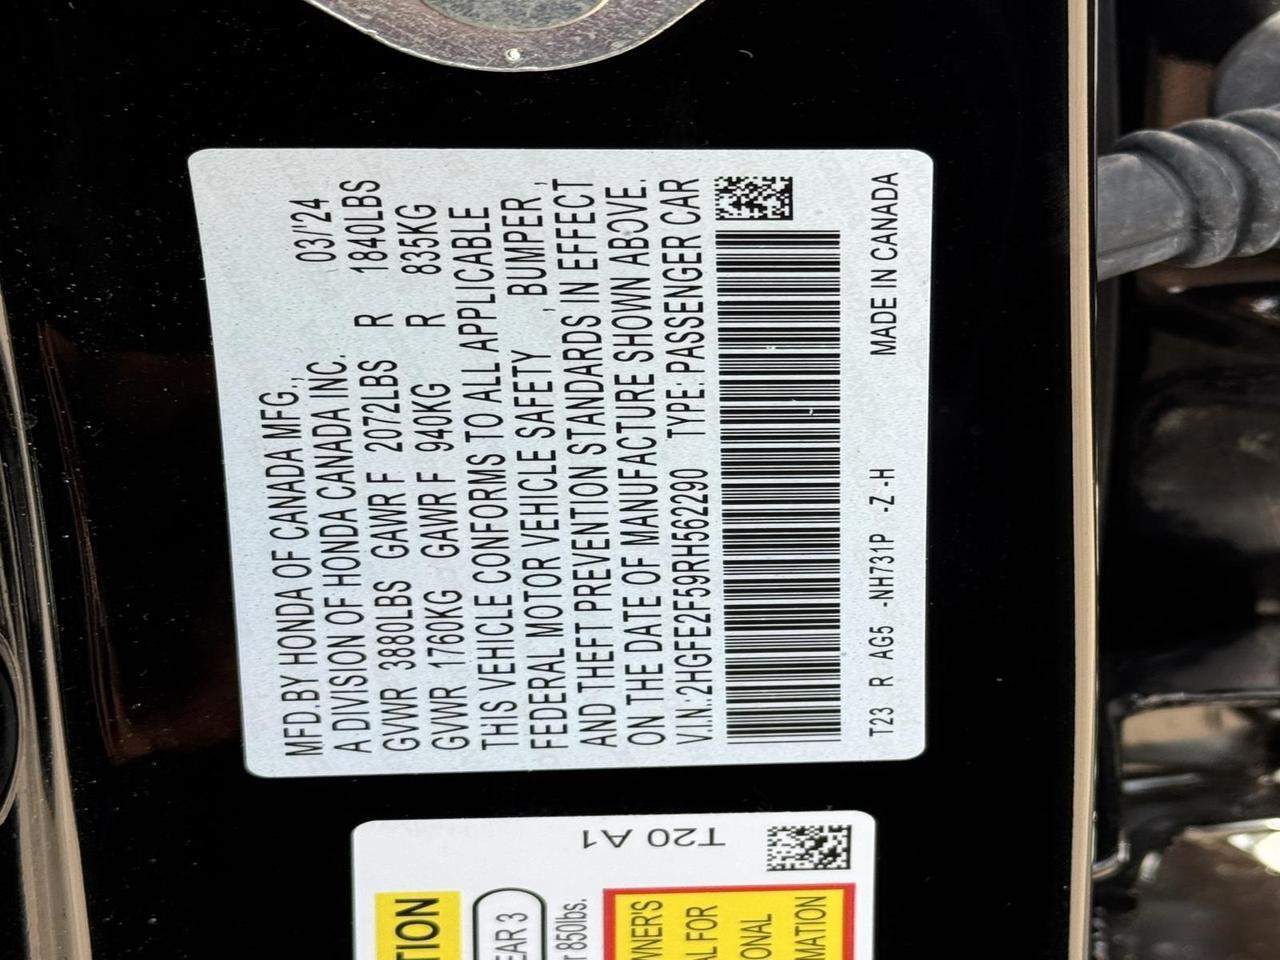 MFD.BY HONDA OF CANADA MFG.,
03/'24
A DIVISION OF HONDA CANADA INC.
GVWR 3880LBS GAWR F 2072LBS R 1840LBS
GVWR 1760KG GAWR F 940KG R 835KG
THIS VEHICLE CONFORMS TO ALL APPLICABLE
FEDERAL MOTOR VEHICLE SAFETY , BUMPER ,
AND THEFT PREVENTION STANDARDS IN EFFECT
ON THE DATE OF MANUFACTURE SHOWN ABOVE.
V.I.N.:2HGFE2F59RH562290 TYPE: PASSENGER CAR
T23 R AG5 -NH731P -Z -H MADE IN CANADA
T20 A1
TION
EAR 3
T 850lbs.
WNER'S
AL FOR
ONAL
MATION